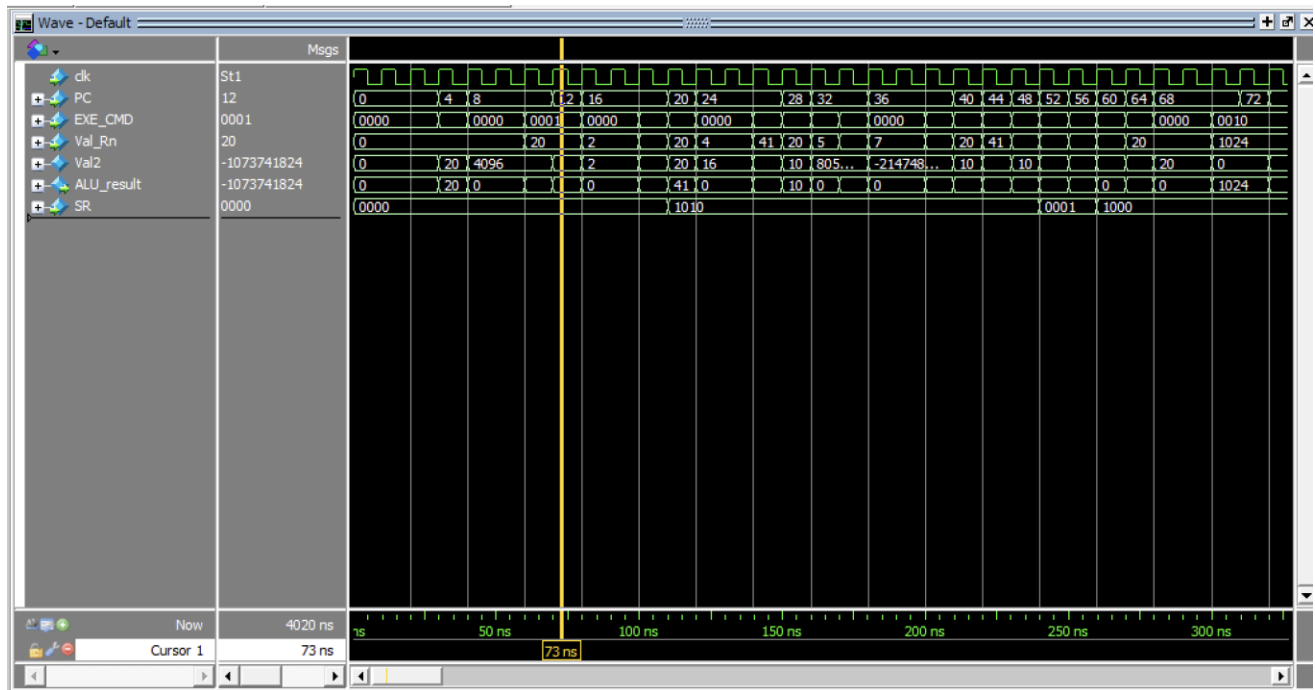 Wave - Default
Msgs
clk St1
PC 12 0 4 8 12 16 20 24 28 32 36 40 44 48 52 56 60 64 68 72
EXE_CMD 0001 0000 0000 0001 0000 0000 0000 0000 0010
Val_Rn 20 0 20 2 20 4 41 20 5 7 20 41 20 1024
Val2 -1073741824 0 20 4096 2 20 16 10 805... -214748... 10 10 20 0
ALU_result -1073741824 0 20 0 0 41 0 10 0 0 0 0 1024
SR 0000 0000 1010 0001 1000
Now 4020 ns ns 50 ns 100 ns 150 ns 200 ns 250 ns 300 ns
Cursor 1 73 ns 73 ns